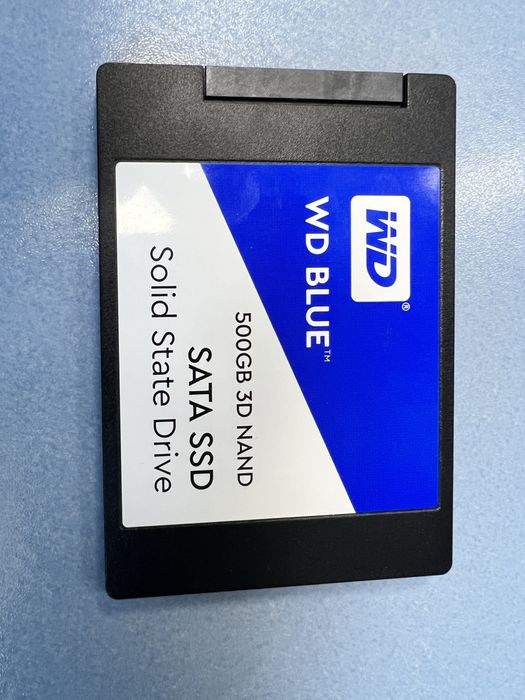 WD®
WD BLUE™
500GB 3D NAND
SATA SSD
Solid State Drive